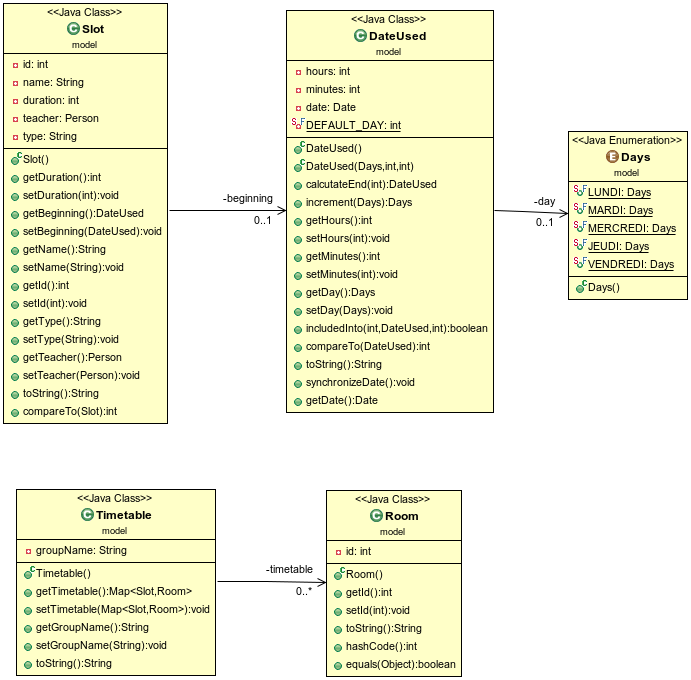 <<Java Class>>
Slot
model
id: int
name: String
duration: int
teacher: Person
type: String
Slot()
getDuration():int
setDuration(int):void
getBeginning():DateUsed
setBeginning(DateUsed):void
getName():String
setName(String):void
getId():int
setId(int):void
getType():String
setType(String):void
getTeacher():Person
setTeacher(Person):void
toString():String
compareTo(Slot):int
-beginning
0..1
<<Java Class>>
DateUsed
model
hours: int
minutes: int
date: Date
DEFAULT_DAY: int
DateUsed()
DateUsed(Days,int,int)
calcutateEnd(int):DateUsed
increment(Days):Days
getHours():int
setHours(int):void
getMinutes():int
setMinutes(int):void
getDay():Days
setDay(Days):void
includedInto(int,DateUsed,int):boolean
compareTo(DateUsed):int
toString():String
synchronizeDate():void
getDate():Date
-day
0..1
<<Java Enumeration>>
Days
model
LUNDI: Days
MARDI: Days
MERCREDI: Days
JEUDI: Days
VENDREDI: Days
Days()
<<Java Class>>
Timetable
model
groupName: String
Timetable()
getTimetable():Map<Slot,Room>
setTimetable(Map<Slot,Room>):void
getGroupName():String
setGroupName(String):void
toString():String
-timetable
0..*
<<Java Class>>
Room
model
id: int
Room()
getId():int
setId(int):void
toString():String
hashCode():int
equals(Object):boolean